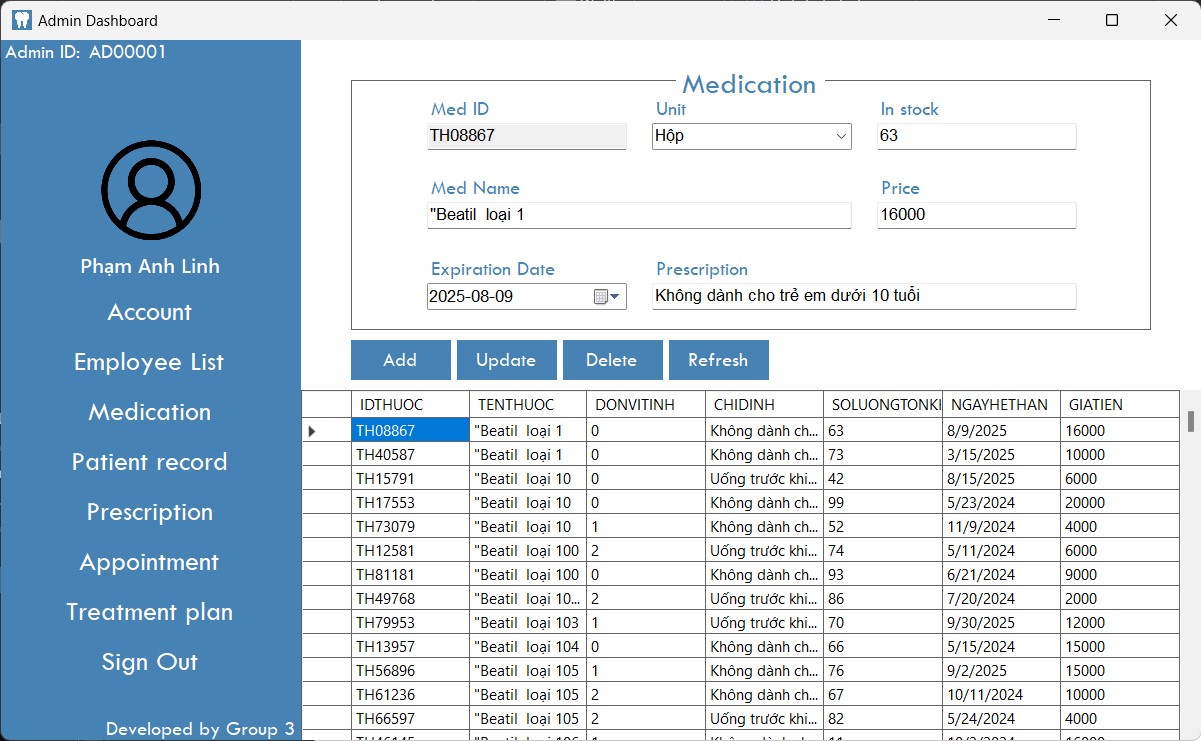 Admin Dashboard
Admin ID: AD00001
Phạm Anh Linh
Account
Employee List
Medication
Patient record
Prescription
Appointment
Treatment plan
Sign Out
Developed by Group 3
Medication
Med ID Unit In stock
TH08867 Hộp 63
Med Name Price
"Beatil loại 1 16000
Expiration Date Prescription
2025-08-09 Không dành cho trẻ em dưới 10 tuổi
Add Update Delete Refresh
IDTHUOC TENTHUOC DONVITINH CHIDINH SOLUONGTONKI NGAYHETHAN GIATIEN
TH08867 "Beatil loại 1 0 Không dành ch... 63 8/9/2025 16000
TH40587 "Beatil loại 1 0 Không dành ch... 73 3/15/2025 10000
TH15791 "Beatil loại 10 0 Uống trước khi... 42 8/15/2025 6000
TH17553 "Beatil loại 10 0 Không dành ch... 99 5/23/2024 20000
TH73079 "Beatil loại 10 1 Không dành ch... 52 11/9/2024 4000
TH12581 "Beatil loại 100 2 Uống trước khi... 74 5/11/2024 6000
TH81181 "Beatil loại 100 0 Không dành ch... 93 6/21/2024 9000
TH49768 "Beatil loại 10... 2 Uống trước khi... 86 7/20/2024 2000
TH79953 "Beatil loại 103 1 Uống trước khi... 70 9/30/2025 12000
TH13957 "Beatil loại 104 0 Không dành ch... 66 5/15/2024 15000
TH56896 "Beatil loại 105 1 Không dành ch... 76 9/2/2025 15000
TH61236 "Beatil loại 105 2 Không dành ch... 67 10/11/2024 10000
TH66597 "Beatil loại 105 2 Uống trước khi... 82 5/24/2024 4000